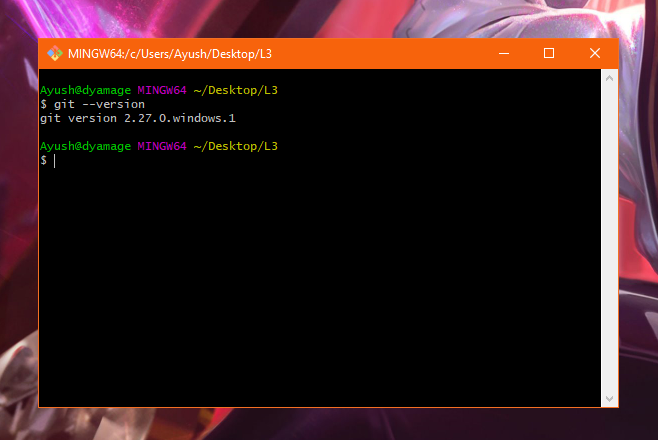 MINGW64:/c/Users/Ayush/Desktop/L3
Ayush@dyamage MINGW64 ~/Desktop/L3
$ git --version
git version 2.27.0.windows.1
Ayush@dyamage MINGW64 ~/Desktop/L3
$